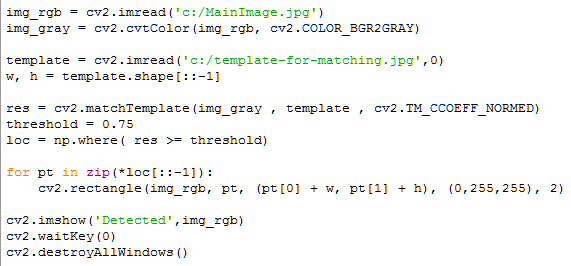 img_rgb = cv2.imread('c:/MainImage.jpg')
img_gray = cv2.cvtColor(img_rgb, cv2.COLOR_BGR2GRAY)
template = cv2.imread('c:/template-for-matching.jpg',0)
w, h = template.shape[::-1]
res = cv2.matchTemplate(img_gray , template , cv2.TM_CCOEFF_NORMED)
threshold = 0.75
loc = np.where( res >= threshold)
for pt in zip(*loc[::-1]):
    cv2.rectangle(img_rgb, pt, (pt[0] + w, pt[1] + h), (0,255,255), 2)
cv2.imshow('Detected',img_rgb)
cv2.waitKey(0)
cv2.destroyAllWindows()